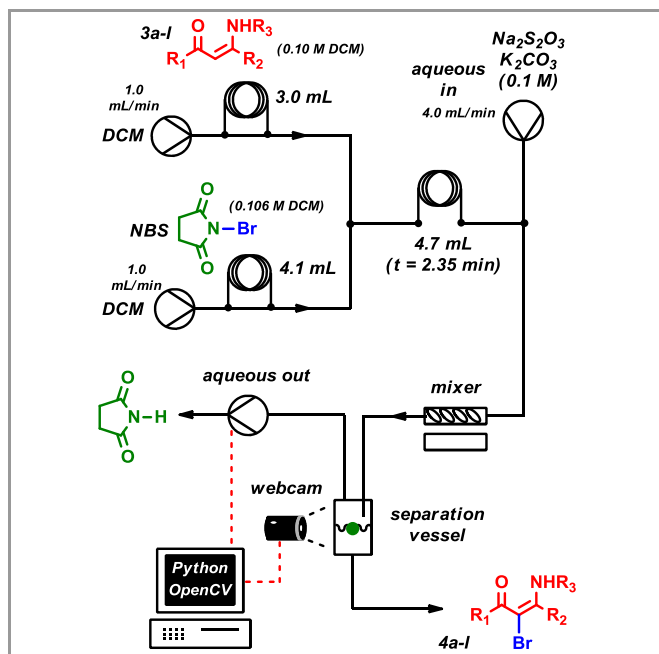 3a-l
O
NHR3
R1
R2
(0.10 M DCM)
1.0
mL/min
DCM
3.0 mL
Na2S2O3
K2CO3
(0.1 M)
aqueous
in
4.0 mL/min
O
N
Br
O
NBS
(0.106 M DCM)
1.0
mL/min
DCM
4.1 mL
4.7 mL
(t = 2.35 min)
O
N
H
O
aqueous out
mixer
webcam
separation
vessel
Python
OpenCV
O
NHR3
R1
R2
Br
4a-l